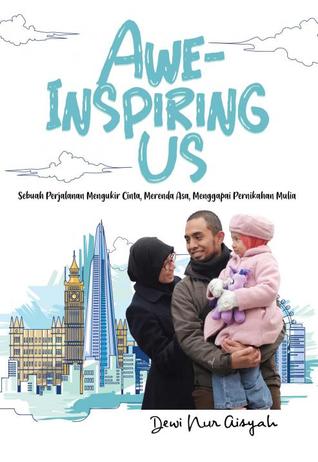 AWE-
INSPIRING
US
Sebuah Perjalanan Mengukir Cinta, Merenda Asa, Menggapai Pernikahan Mulia
Dewi Nur Aisyah